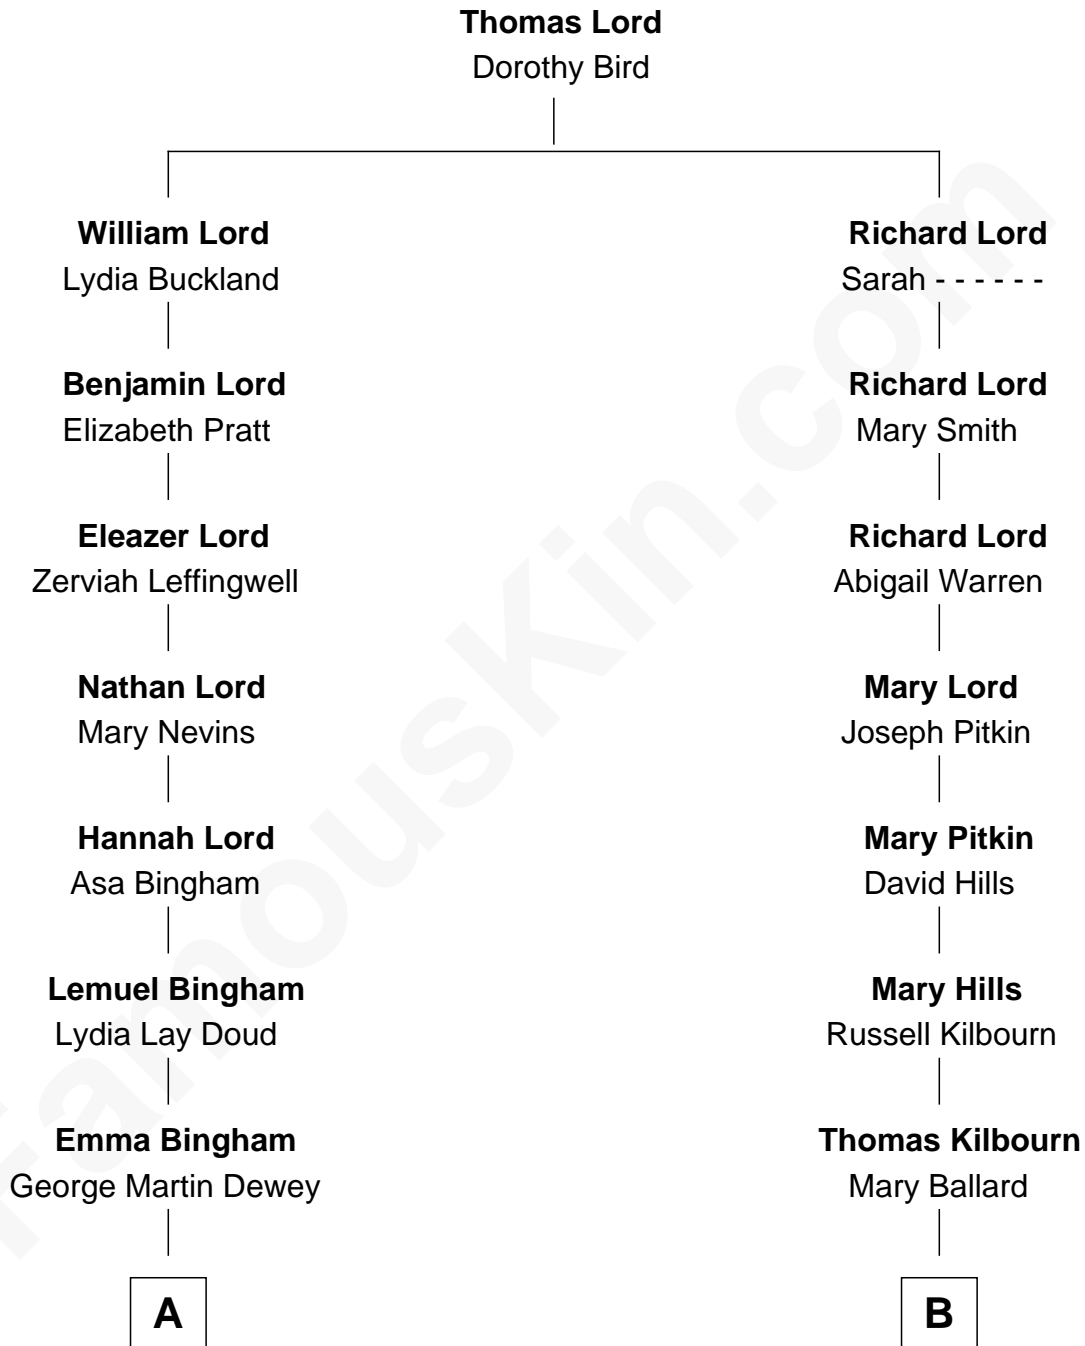 Thomas Lord
Dorothy Bird
William Lord
Lydia Buckland
Richard Lord
Sarah - - - - - -
Benjamin Lord
Elizabeth Pratt
Richard Lord
Mary Smith
Eleazer Lord
Zerviah Leffingwell
Richard Lord
Abigail Warren
Nathan Lord
Mary Nevins
Mary Lord
Joseph Pitkin
Hannah Lord
Asa Bingham
Mary Pitkin
David Hills
Lemuel Bingham
Lydia Lay Doud
Mary Hills
Russell Kilbourn
Emma Bingham
George Martin Dewey
Thomas Kilbourn
Mary Ballard
A
B
FamousKin.com